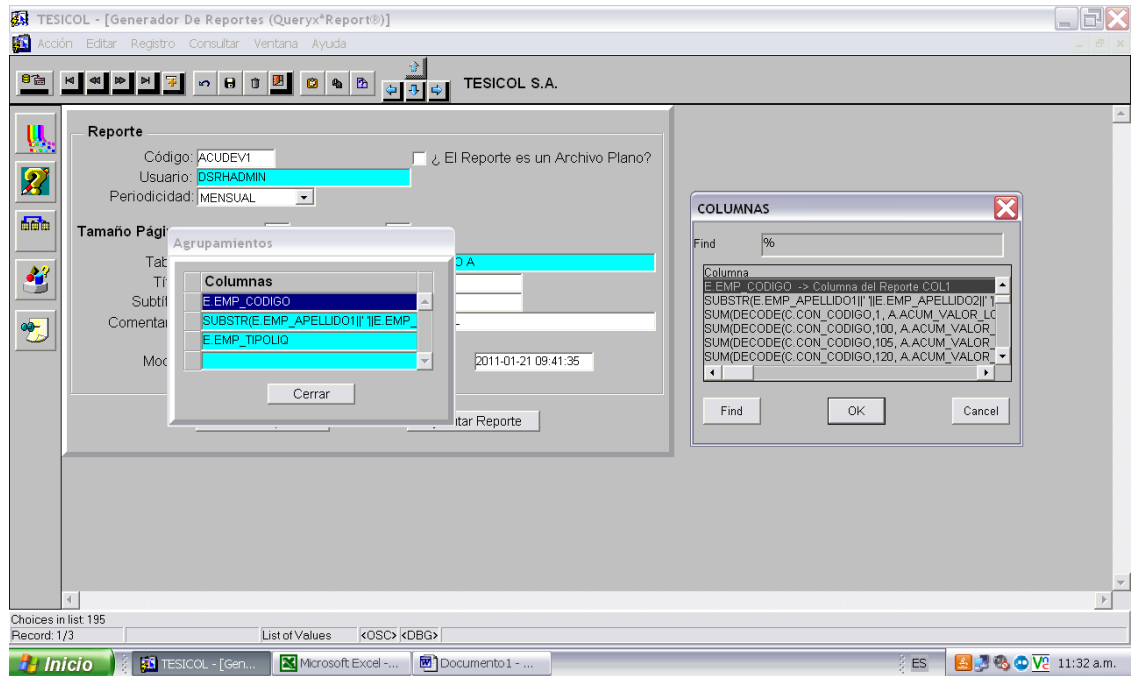 TESICOL - [Generador De Reportes (Queryx*Report®)]
Acción Editar Registro Consultar Ventana Ayuda
TESICOL S.A.
Reporte
Código: ACUDEV1
¿ El Reporte es un Archivo Plano?
Usuario: DSRHADMIN
Periodicidad: MENSUAL
Tamaño Pági
Agrupamientos
Columnas
E.EMP_CODIGO
SUBSTR(E.EMP_APELLIDO1||' '||E.EMP_
E.EMP_TIPOLIQ
Cerrar
Subtít
Comentar
O A
2011-01-21 09:41:35
tar Reporte
COLUMNAS
Find %
Columna
E.EMP_CODIGO -> Columna del Reporte COL1
SUBSTR(E.EMP_APELLIDO1||' '||E.EMP_APELLIDO2||' '|
SUM(DECODE(C.CON_CODIGO,1, A.ACUM_VALOR_LO
SUM(DECODE(C.CON_CODIGO,100, A.ACUM_VALOR_
SUM(DECODE(C.CON_CODIGO,105, A.ACUM_VALOR_
SUM(DECODE(C.CON_CODIGO,120, A.ACUM_VALOR_
Find OK Cancel
Choices in list: 195
Record: 1/3 List of Values <OSC> <DBG>
Inicio TESICOL - [Gen... Microsoft Excel -... Documento1 - ... ES 11:32 a.m.